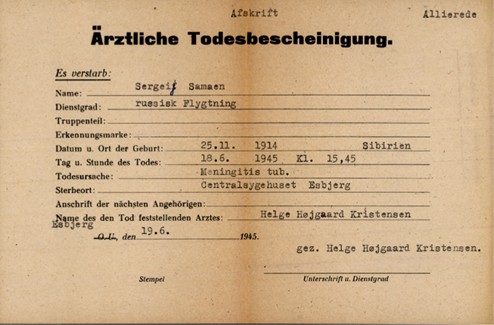 Afskrift Allierede
Ärztliche Todesbescheinigung.
Es verstarb:
Name: Sergeij Samaen
Dienstgrad: russisk Flygtning
Truppenteil:
Erkennungsmarke:
Datum u. Ort der Geburt: 25.11. 1914 Sibirien
Tag u. Stunde des Todes: 18.6. 1945 Kl. 15,45
Todesursache: Meningitis tub.
Sterbeort: Centralsygehuset Esbjerg
Anschrift der nächsten Angehörigen:
Name des den Tod feststellenden Arztes: Helge Højgaard Kristensen
Esbjerg
O.U., den 19.6. 1945.
gez. Helge Højgaard Kristensen.
Stempel Unterschrift u. Dienstgrad